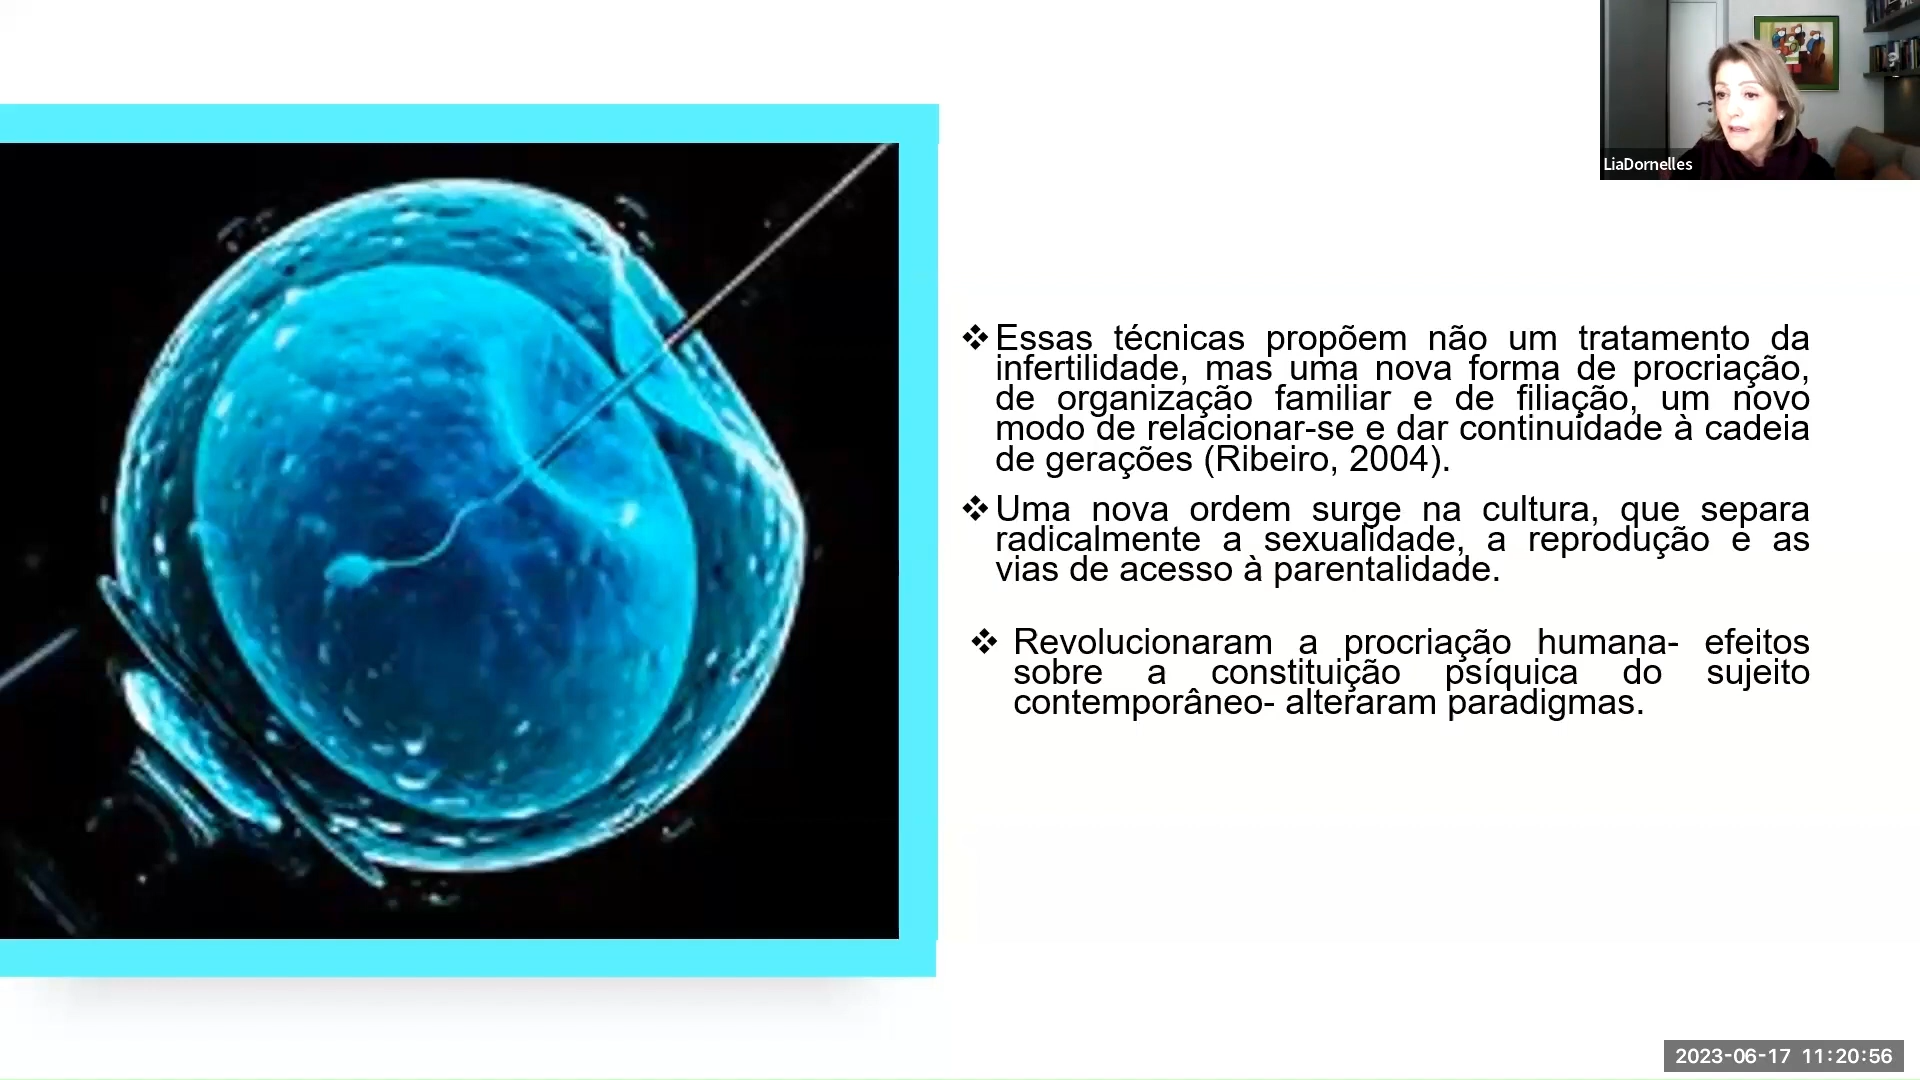 LiaDornelles
❖Essas técnicas propõem não um tratamento da
infertilidade, mas uma nova forma de procriação,
de organização familiar e de filiação, um novo
modo de relacionar-se e dar continuidade à cadeia
de gerações (Ribeiro, 2004).
❖Uma nova ordem surge na cultura, que separa
radicalmente a sexualidade, a reprodução e as
vias de acesso à parentalidade.
❖ Revolucionaram a procriação humana- efeitos
sobre a constituição psíquica do sujeito
contemporâneo- alteraram paradigmas.
2023-06-17 11:20:56